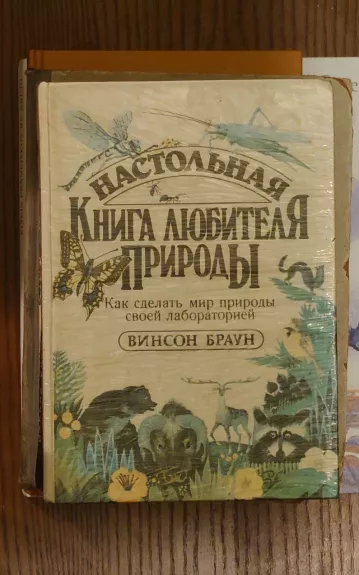 НАСТОЛЬНАЯ
КНИГА ЛЮБИТЕЛЯ
ПРИРОДЫ
Как сделать мир природы
своей лабораторией
ВИНСОН БРАУН